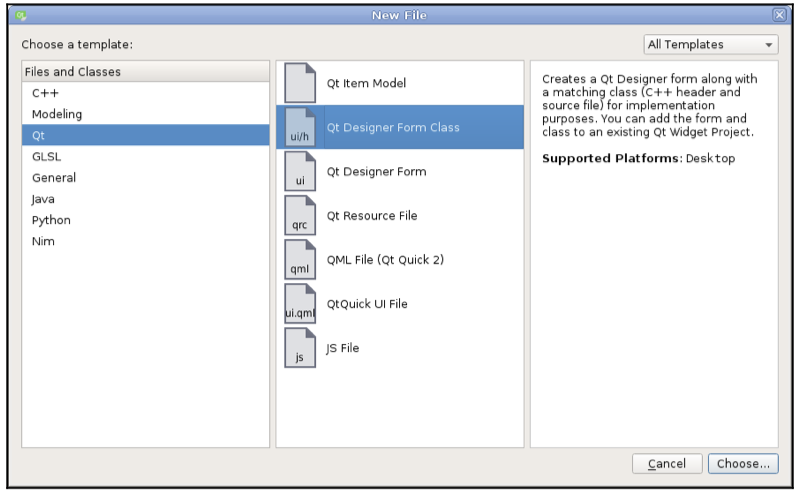 New File
Choose a template:
All Templates
Files and Classes
C++
Modeling
Qt
GLSL
General
Java
Python
Nim
Qt Item Model
ui/h
Qt Designer Form Class
ui
Qt Designer Form
qrc
Qt Resource File
qml
QML File (Qt Quick 2)
ui.qml
QtQuick UI File
js
JS File
Creates a Qt Designer form along with
a matching class (C++ header and
source file) for implementation
purposes. You can add the form and
class to an existing Qt Widget Project.
Supported Platforms: Desktop
Cancel
Choose...